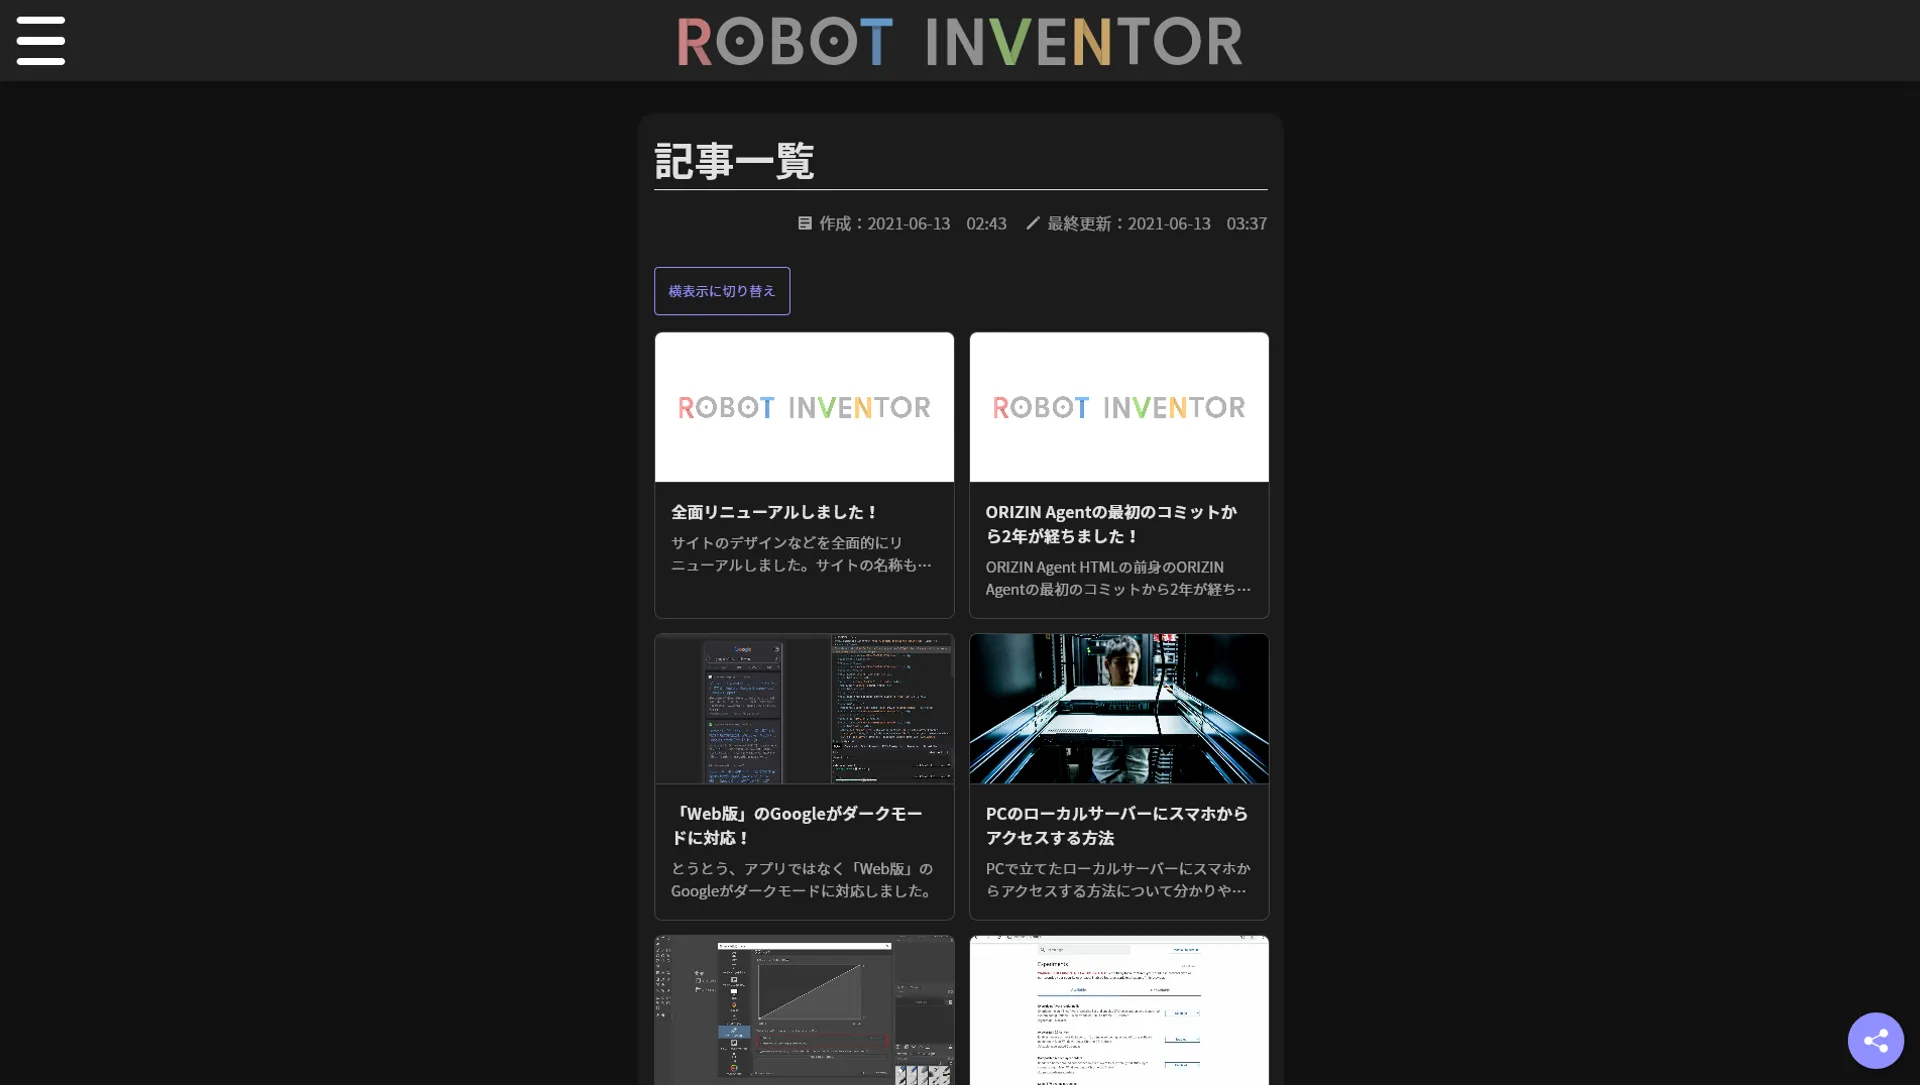 ROBOT INVENTOR
記事一覧
作成：2021-06-13 02:43 最終更新：2021-06-13 03:37
横表示に切り替え
ROBOT INVENTOR
全面リニューアルしました！
サイトのデザインなどを全面的にリ
ニューアルしました。サイトの名称も…
ROBOT INVENTOR
ORIZIN Agentの最初のコミットか
ら2年が経ちました！
ORIZIN Agent HTMLの前身のORIZIN
Agentの最初のコミットから2年が経ち…
Google
「Web版」のGoogleがダークモー
ドに対応！
とうとう、アプリではなく「Web版」の
Googleがダークモードに対応しました。
PCのローカルサーバーにスマホから
アクセスする方法
PCで立てたローカルサーバーにスマホか
らアクセスする方法について分かりや…
Experiments